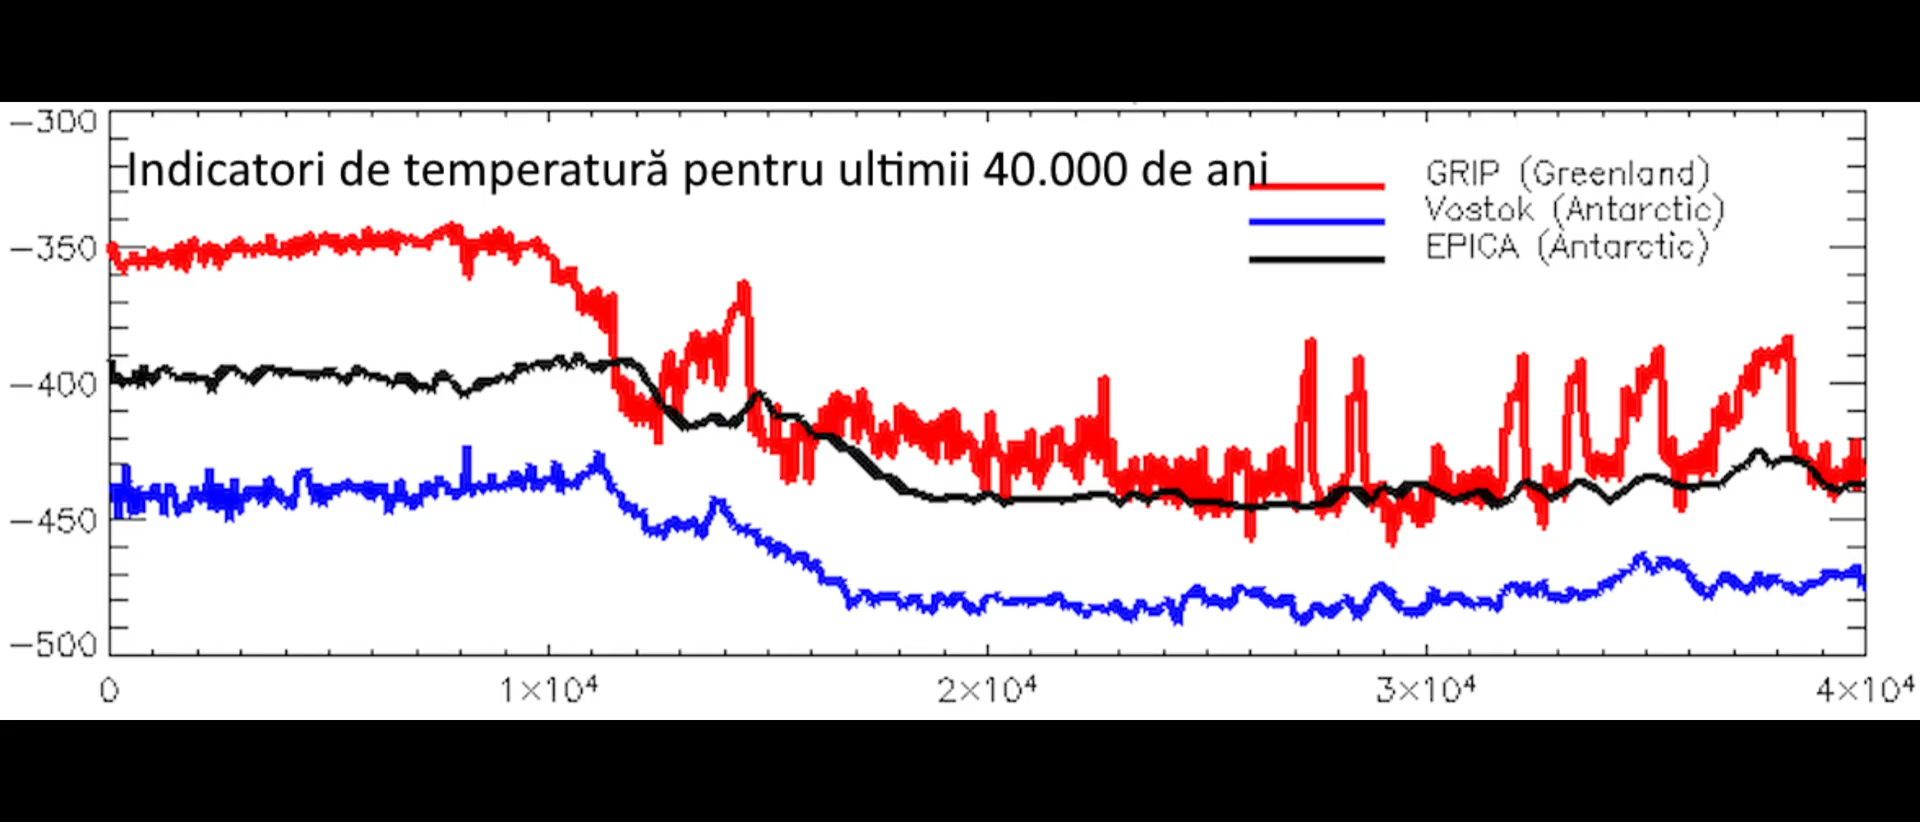 Indicatori de temperatură pentru ultimii 40.000 de ani
GRIP (Greenland)
Vostok (Antarctic)
EPICA (Antarctic)
−300
−350
−400
−450
−500
0
1×10⁴
2×10⁴
3×10⁴
4×10⁴